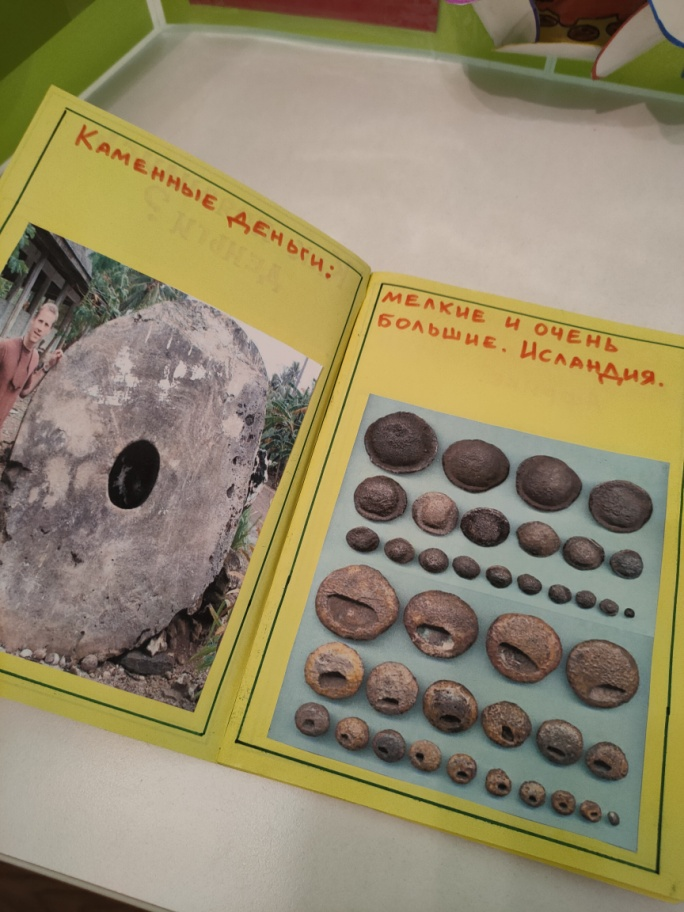 Каменные деньги:
мелкие и очень
большие. Исландия.